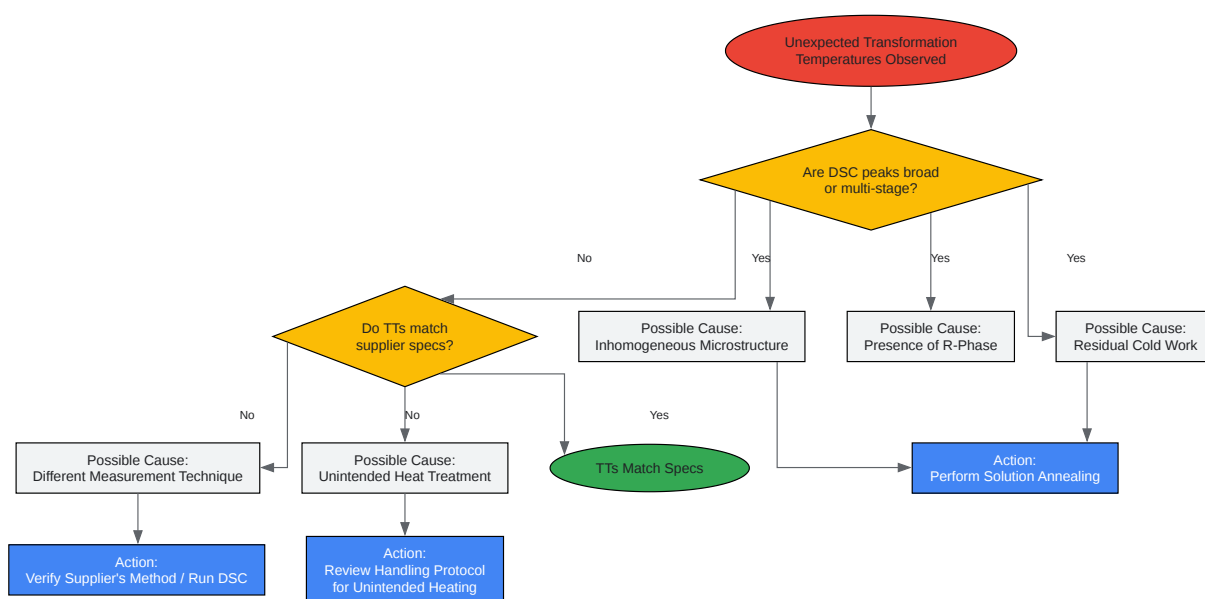 Unexpected Transformation
Temperatures Observed
Are DSC peaks broad
or multi-stage?
No
Yes
Yes
Yes
Do TTs match
supplier specs?
Possible Cause:
Inhomogeneous Microstructure
Possible Cause:
Presence of R-Phase
Possible Cause:
Residual Cold Work
No
No
Yes
Possible Cause:
Different Measurement Technique
Possible Cause:
Unintended Heat Treatment
TTs Match Specs
Action:
Perform Solution Annealing
Action:
Verify Supplier's Method / Run DSC
Action:
Review Handling Protocol
for Unintended Heating